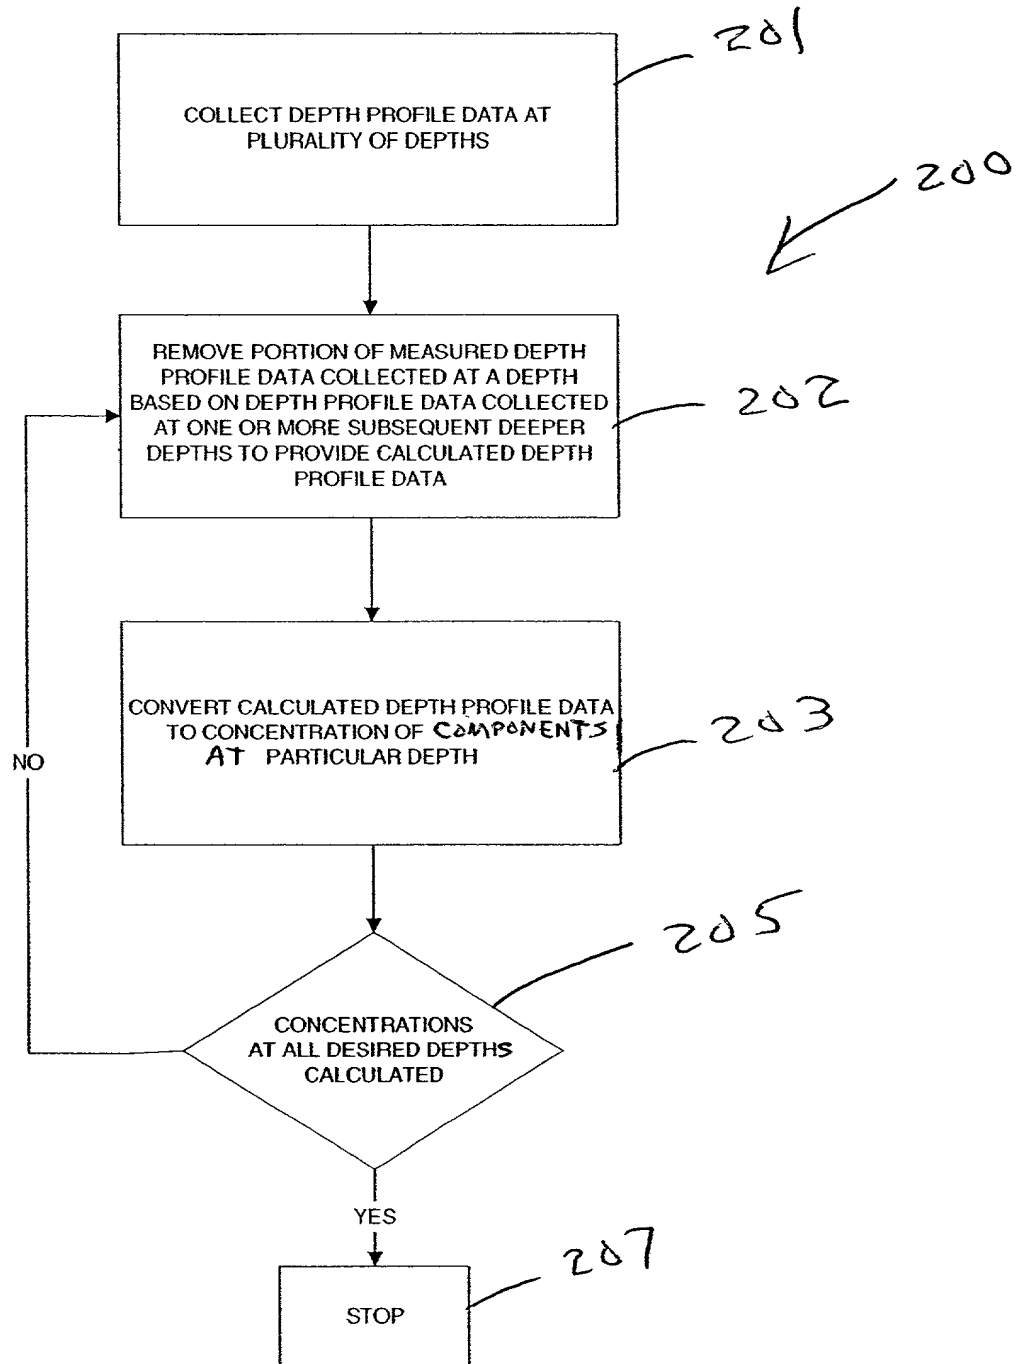 201
COLLECT DEPTH PROFILE DATA AT
PLURALITY OF DEPTHS
200
REMOVE PORTION OF MEASURED DEPTH
PROFILE DATA COLLECTED AT A DEPTH
BASED ON DEPTH PROFILE DATA COLLECTED
AT ONE OR MORE SUBSEQUENT DEEPER
DEPTHS TO PROVIDE CALCULATED DEPTH
PROFILE DATA
202
CONVERT CALCULATED DEPTH PROFILE DATA
TO CONCENTRATION OF COMPONENTS
AT PARTICULAR DEPTH
203
NO
205
CONCENTRATIONS
AT ALL DESIRED DEPTHS
CALCULATED
YES
207
STOP